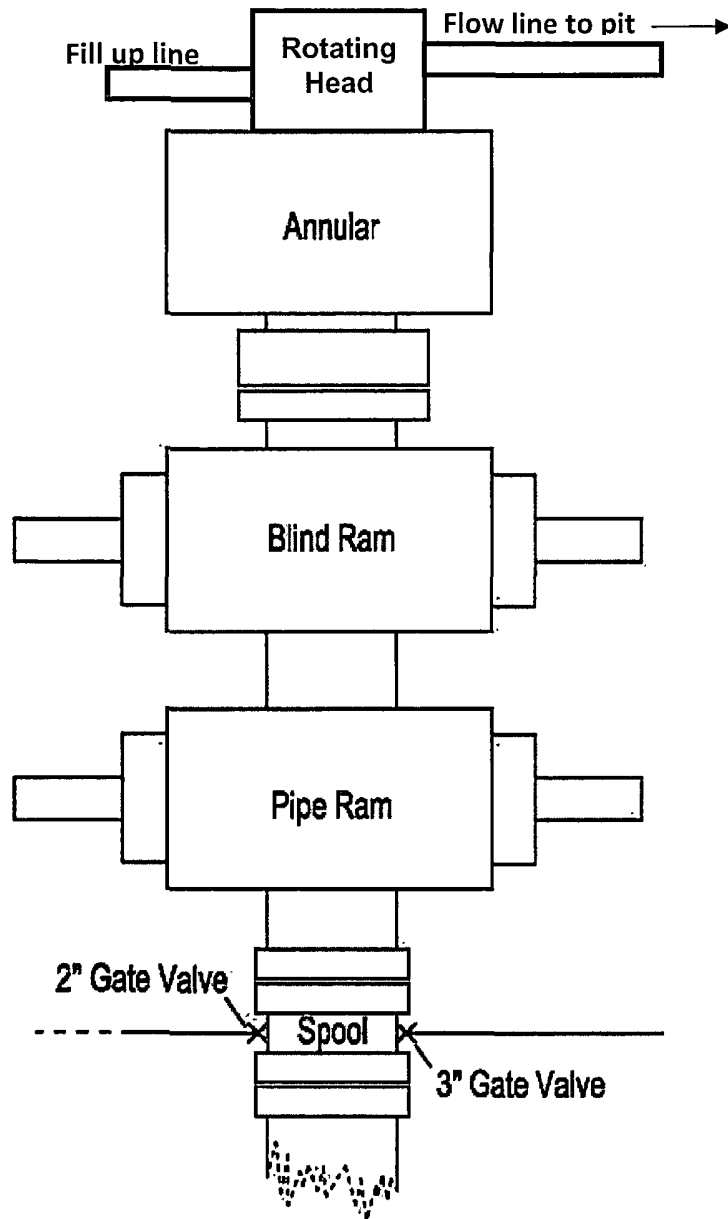 Flow line to pit
Fill up line
Rotating
Head
Annular
Blind Ram
Pipe Ram
2" Gate Valve
Spool
3" Gate Valve